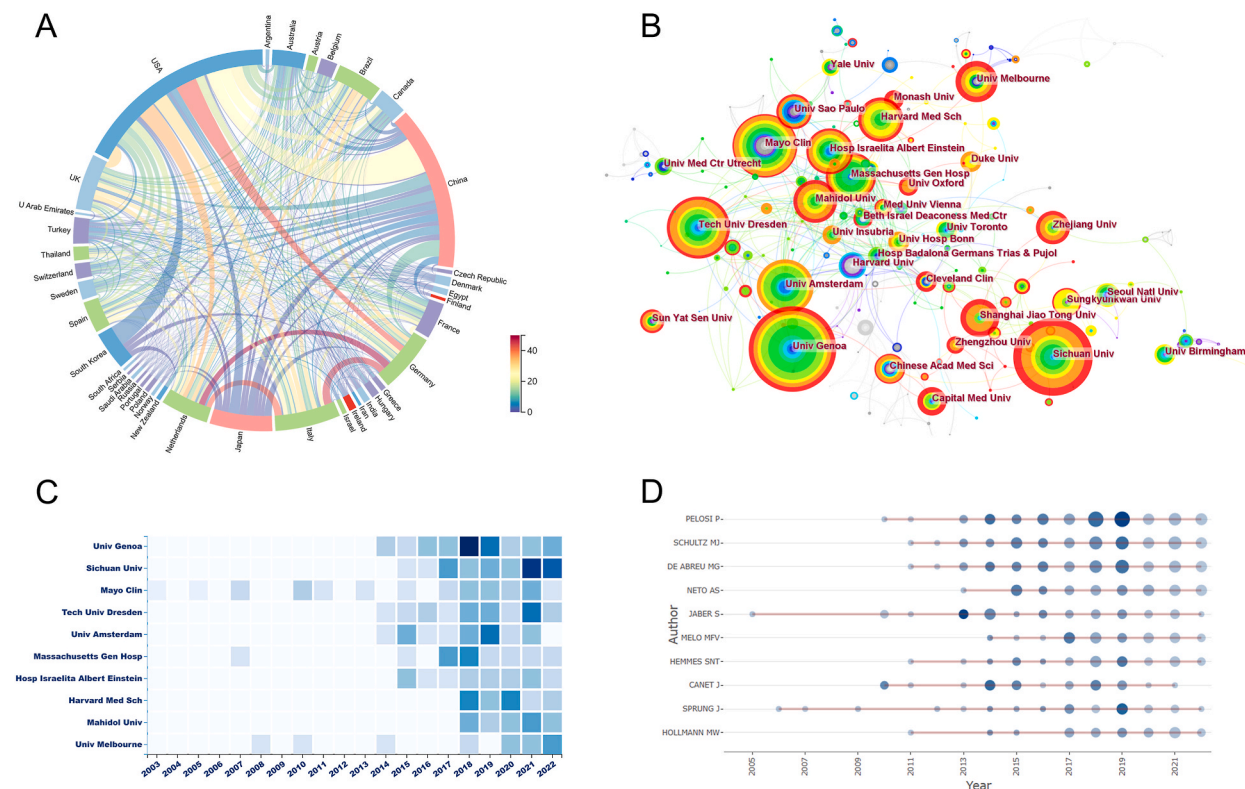 A
Argentina
Australia
Austria
Belgium
Brazil
Canada
China
Czech Republic
Denmark
Egypt
Finland
France
Germany
Greece
Hungary
India
Iran
Ireland
Israel
Italy
Japan
Netherlands
New Zealand
Norway
Poland
Portugal
Russia
Saudi Arabia
Serbia
South Africa
South Korea
Spain
Sweden
Switzerland
Thailand
Turkey
U Arab Emirates
UK
USA
40
20
0
B
Yale Univ
Univ Melbourne
Monash Univ
Univ Sao Paulo
Harvard Med Sch
Mayo Clin
Hosp Israelita Albert Einstein
Duke Univ
Univ Med Ctr Utrecht
Massachusetts Gen Hosp
Univ Oxford
Mahidol Univ
Med Univ Vienna
Beth Israel Deaconess Med Ctr
Tech Univ Dresden
Univ Toronto
Zhejiang Univ
Univ Insubria
Univ Hosp Bonn
Hosp Badalona Germans Trias & Pujol
Harvard Univ
Cleveland Clin
Univ Amsterdam
Seoul Natl Univ
Sungkyunkwan Univ
Sun Yat Sen Univ
Shanghai Jiao Tong Univ
Zhengzhou Univ
Univ Genoa
Univ Birmingham
Sichuan Univ
Chinese Acad Med Sci
Capital Med Univ
C
Univ Genoa
Sichuan Univ
Mayo Clin
Tech Univ Dresden
Univ Amsterdam
Massachusetts Gen Hosp
Hosp Israelita Albert Einstein
Harvard Med Sch
Mahidol Univ
Univ Melbourne
2003 2004 2005 2006 2007 2008 2009 2010 2011 2012 2013 2014 2015 2016 2017 2018 2019 2020 2021 2022
D
Author
PELOSI P
SCHULTZ MJ
DE ABREU MG
NETO AS
JABER S
MELO MFV
HEMMES SNT
CANET J
SPRUNG J
HOLLMANN MW
2005 2007 2009 2011 2013 2015 2017 2019 2021
Year